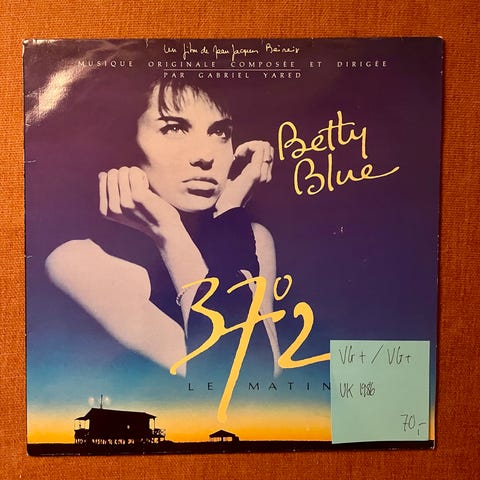 Un film de Jean Jacques Beineix
MUSIQUE ORIGINALE COMPOSÉE ET DIRIGÉE
PAR GABRIEL YARED
Betty
Blue
37°2
LE MATIN
VG+ / VG+
UK 1986
70,-